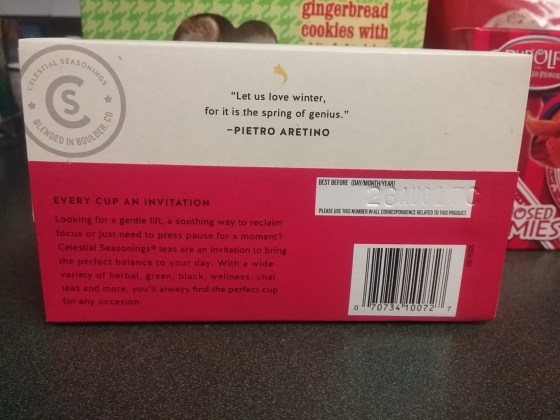 gingerbread
cookies with
CELESTIAL SEASONINGS
CS
BLENDED IN BOULDER, CO
"Let us love winter,
for it is the spring of genius."
–PIETRO ARETINO
BEST BEFORE (DAY/MONTH/YEAR)
PLEASE USE THIS NUMBER IN ALL CORRESPONDENCE RELATED TO THIS PRODUCT
EVERY CUP AN INVITATION
Looking for a gentle lift, a soothing way to reclaim
focus or just need to press pause for a moment?
Celestial Seasonings® teas are an invitation to bring
the perfect balance to your day. With a wide
variety of herbal, green, black, wellness, chai
teas and more, you'll always find the perfect cup
for any occasion.
0 70734 10072 7